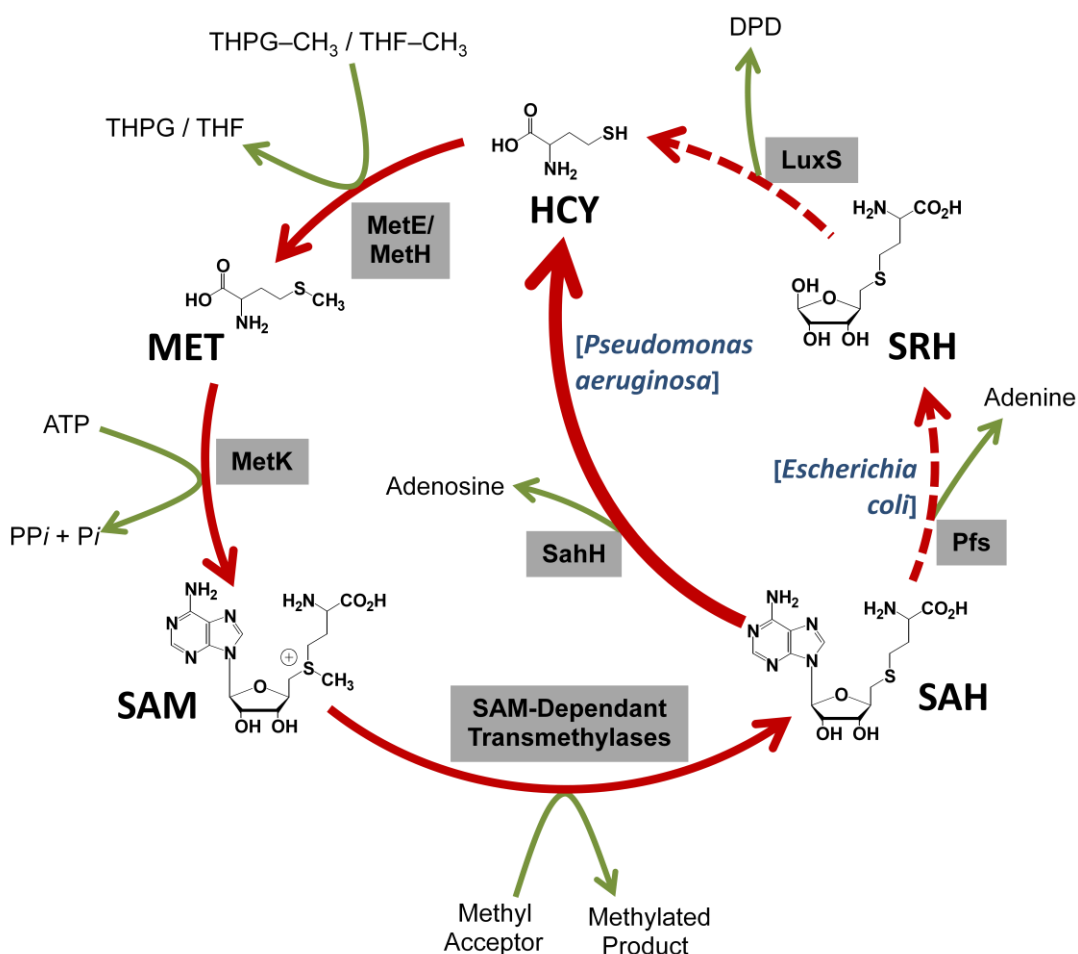 THPG–CH₃ / THF–CH₃
DPD
THPG / THF
O
HO
NH₂
SH
HCY
LuxS
H₂N
CO₂H
S
HO
O
OH
OH
SRH
MetE/
MetH
O
HO
NH₂
S
CH₃
MET
[Pseudomonas
aeruginosa]
Adenine
ATP
MetK
PPi + Pi
Adenosine
SahH
[Escherichia
coli]
Pfs
NH₂
N
N
N
N
H₂N
CO₂H
S
+
CH₃
O
OH
OH
SAM
NH₂
N
N
N
N
H₂N
CO₂H
S
O
OH
OH
SAH
SAM-Dependant
Transmethylases
Methyl
Acceptor
Methylated
Product